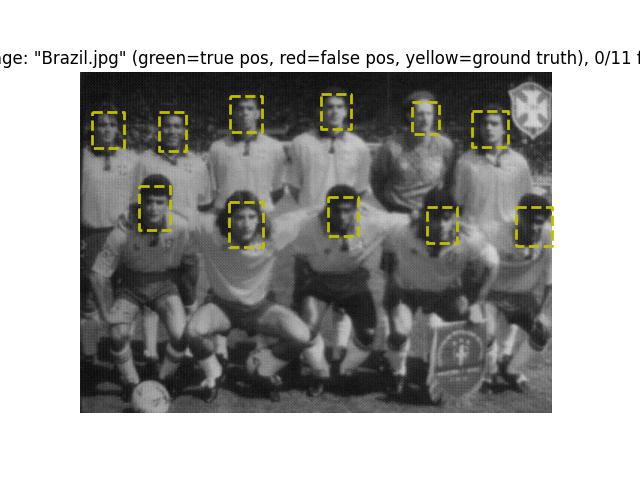 ge: "Brazil.jpg" (green=true pos, red=false pos, yellow=ground truth), 0/11 f